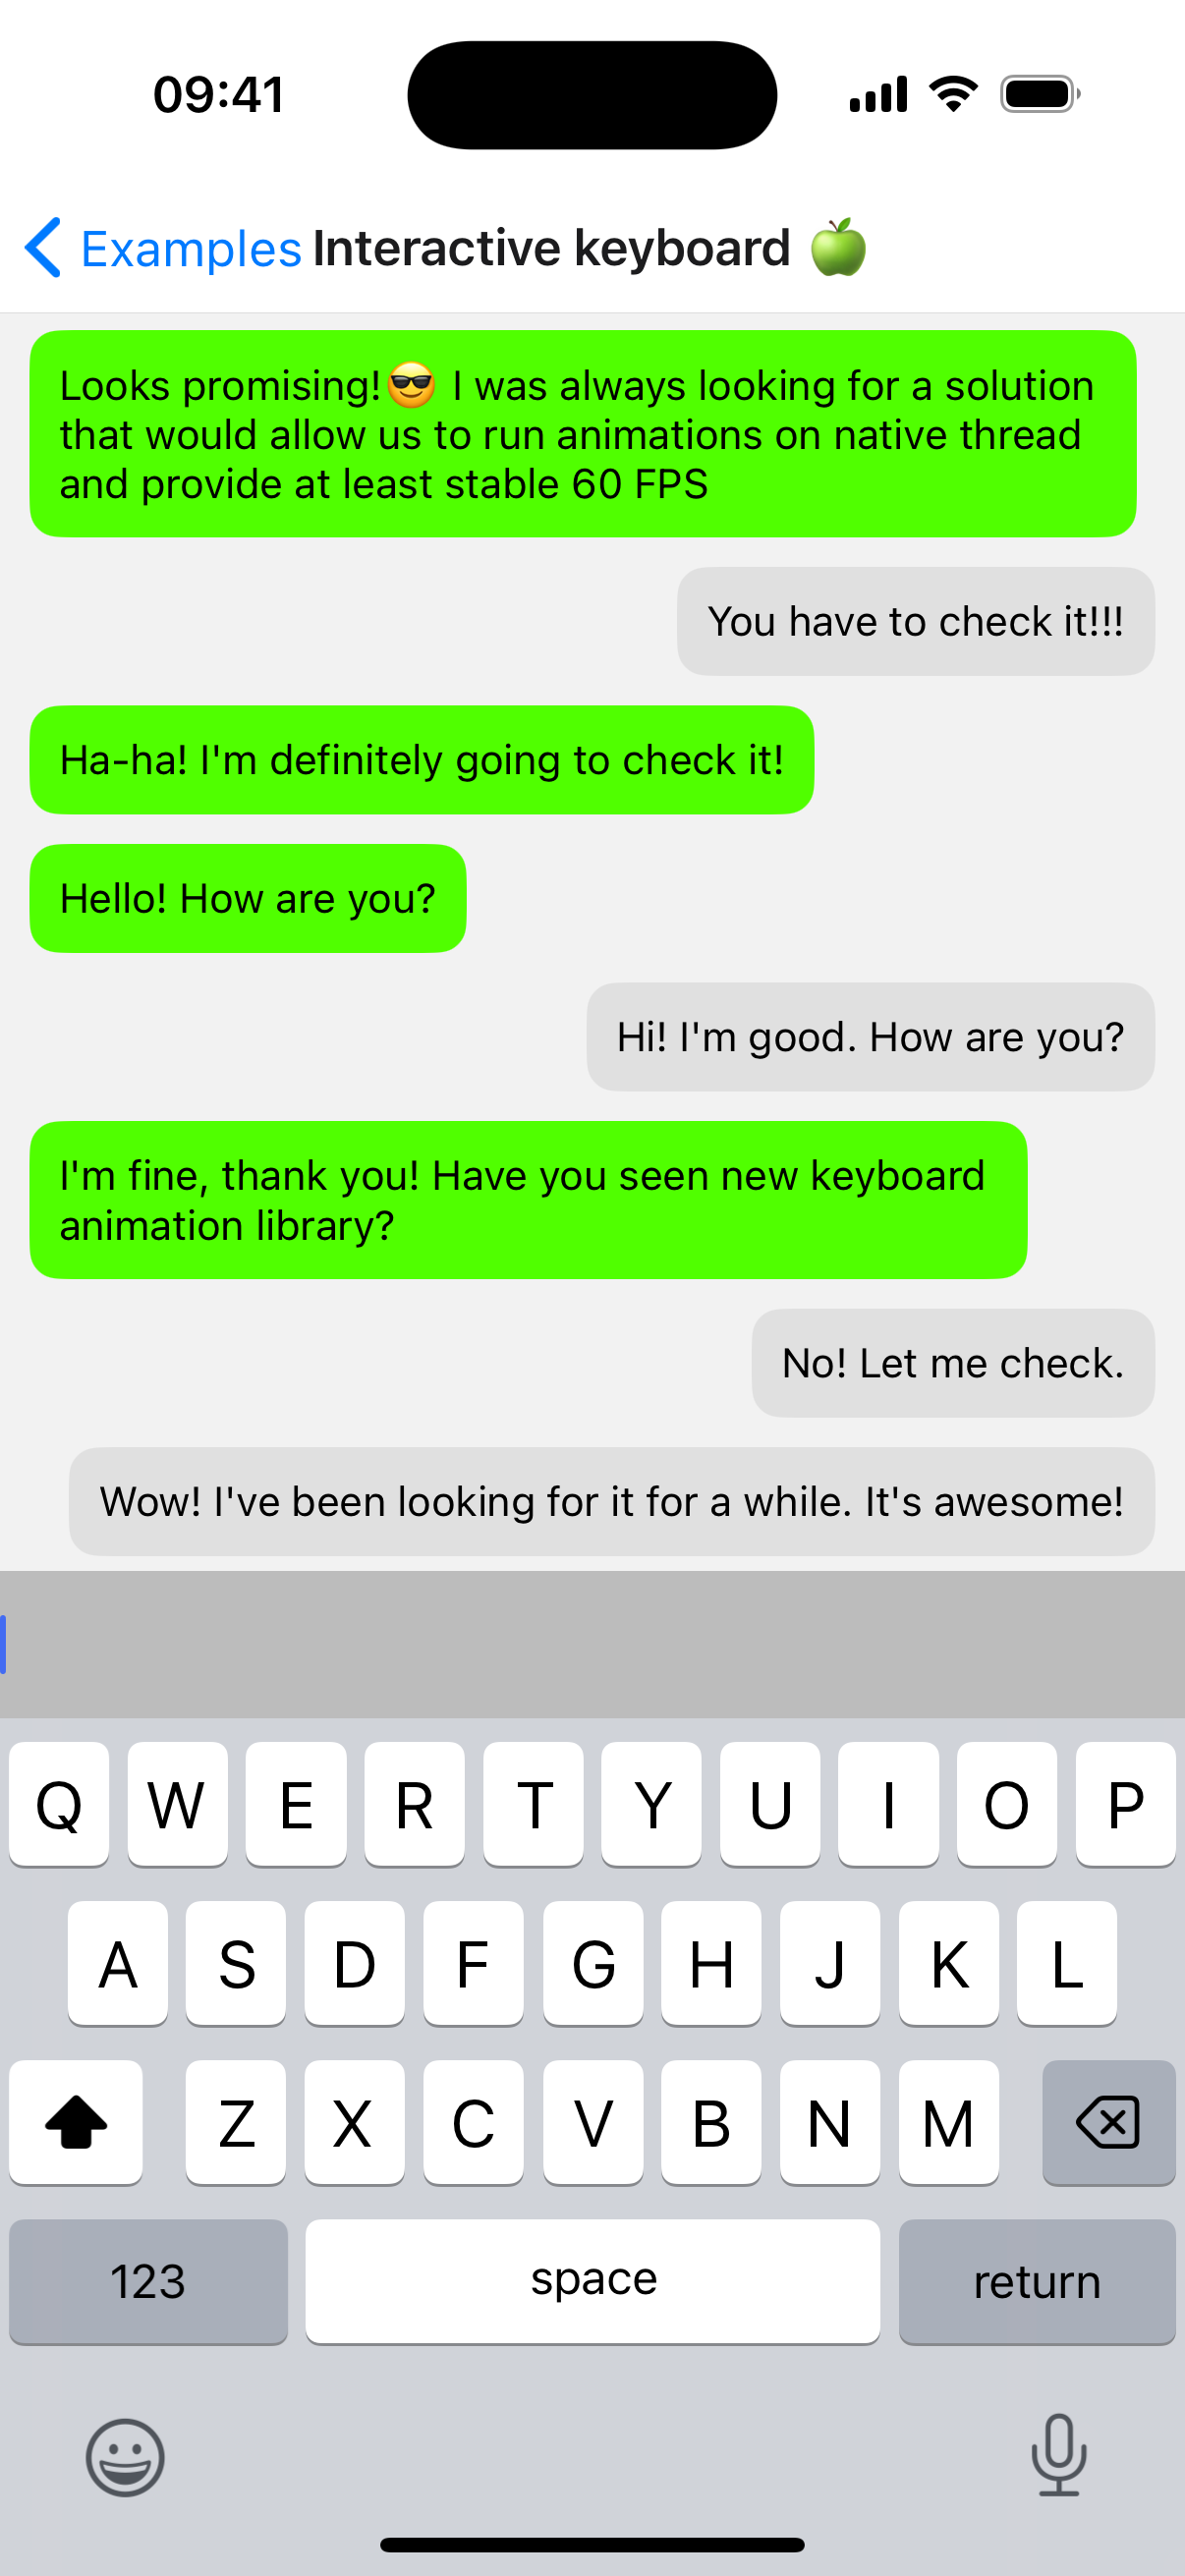 09:41
Examples Interactive keyboard 🍏
Looks promising!😎 I was always looking for a solution
that would allow us to run animations on native thread
and provide at least stable 60 FPS
You have to check it!!!
Ha-ha! I'm definitely going to check it!
Hello! How are you?
Hi! I'm good. How are you?
I'm fine, thank you! Have you seen new keyboard
animation library?
No! Let me check.
Wow! I've been looking for it for a while. It's awesome!
Q W E R T Y U I O P
A S D F G H J K L
Z X C V B N M
123 space return